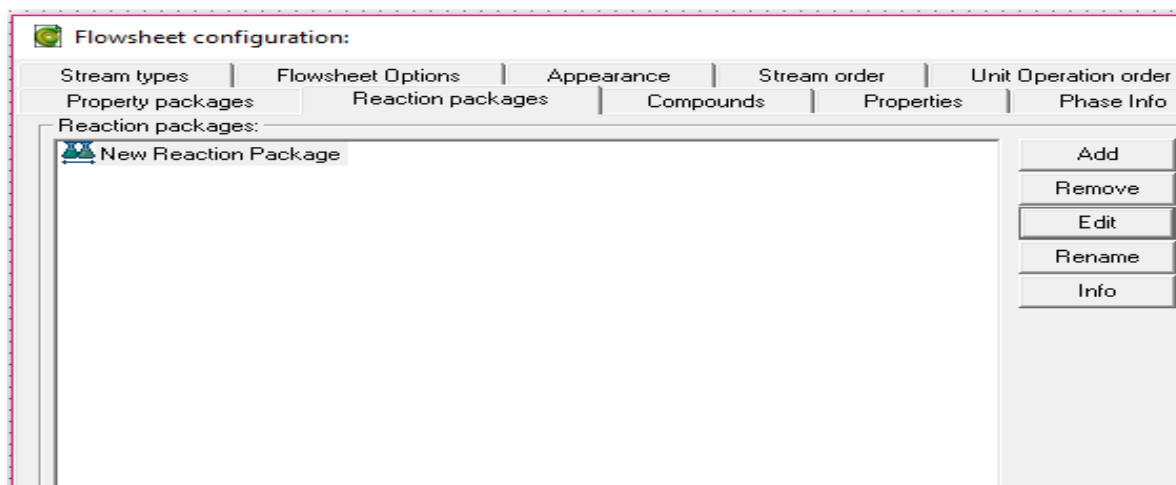 Flowsheet configuration:
Stream types Flowsheet Options Appearance Stream order Unit Operation order
Property packages Reaction packages Compounds Properties Phase Info
Reaction packages:
New Reaction Package
Add
Remove
Edit
Rename
Info